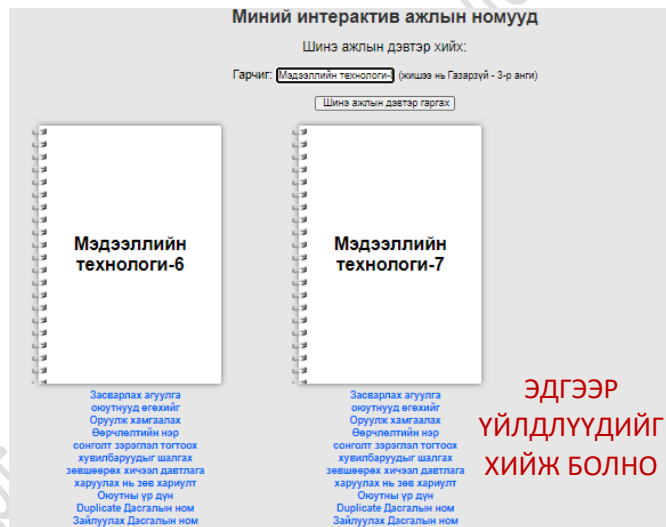 Миний интерактив ажлын номууд
Шинэ ажлын дэвтэр хийх:
Гарчиг: Мэдээллийн технологи- (жишээ нь Газарзүй - 3-р анги)
Шинэ ажлын дэвтэр гаргах
Мэдээллийн
технологи-6
Засварлах агуулга
оюутнууд өгөхийг
Оруулж хамгаалах
Өөрчлөлтийн нэр
сонголт зэрэглэл тогтоох
хувилбаруудыг шалгах
зөвшөөрөх хичээл давтлага
харуулах нь зөв хариулт
Оюутны үр дүн
Duplicate Дасгалын ном
Зайлуулах Дасгалын ном
Мэдээллийн
технологи-7
Засварлах агуулга
оюутнууд өгөхийг
Оруулж хамгаалах
Өөрчлөлтийн нэр
сонголт зэрэглэл тогтоох
хувилбаруудыг шалгах
зөвшөөрөх хичээл давтлага
харуулах нь зөв хариулт
Оюутны үр дүн
Duplicate Дасгалын ном
Зайлуулах Дасгалын ном
ЭДГЭЭР
ҮЙЛДЛҮҮДИЙГ
ХИЙЖ БОЛНО